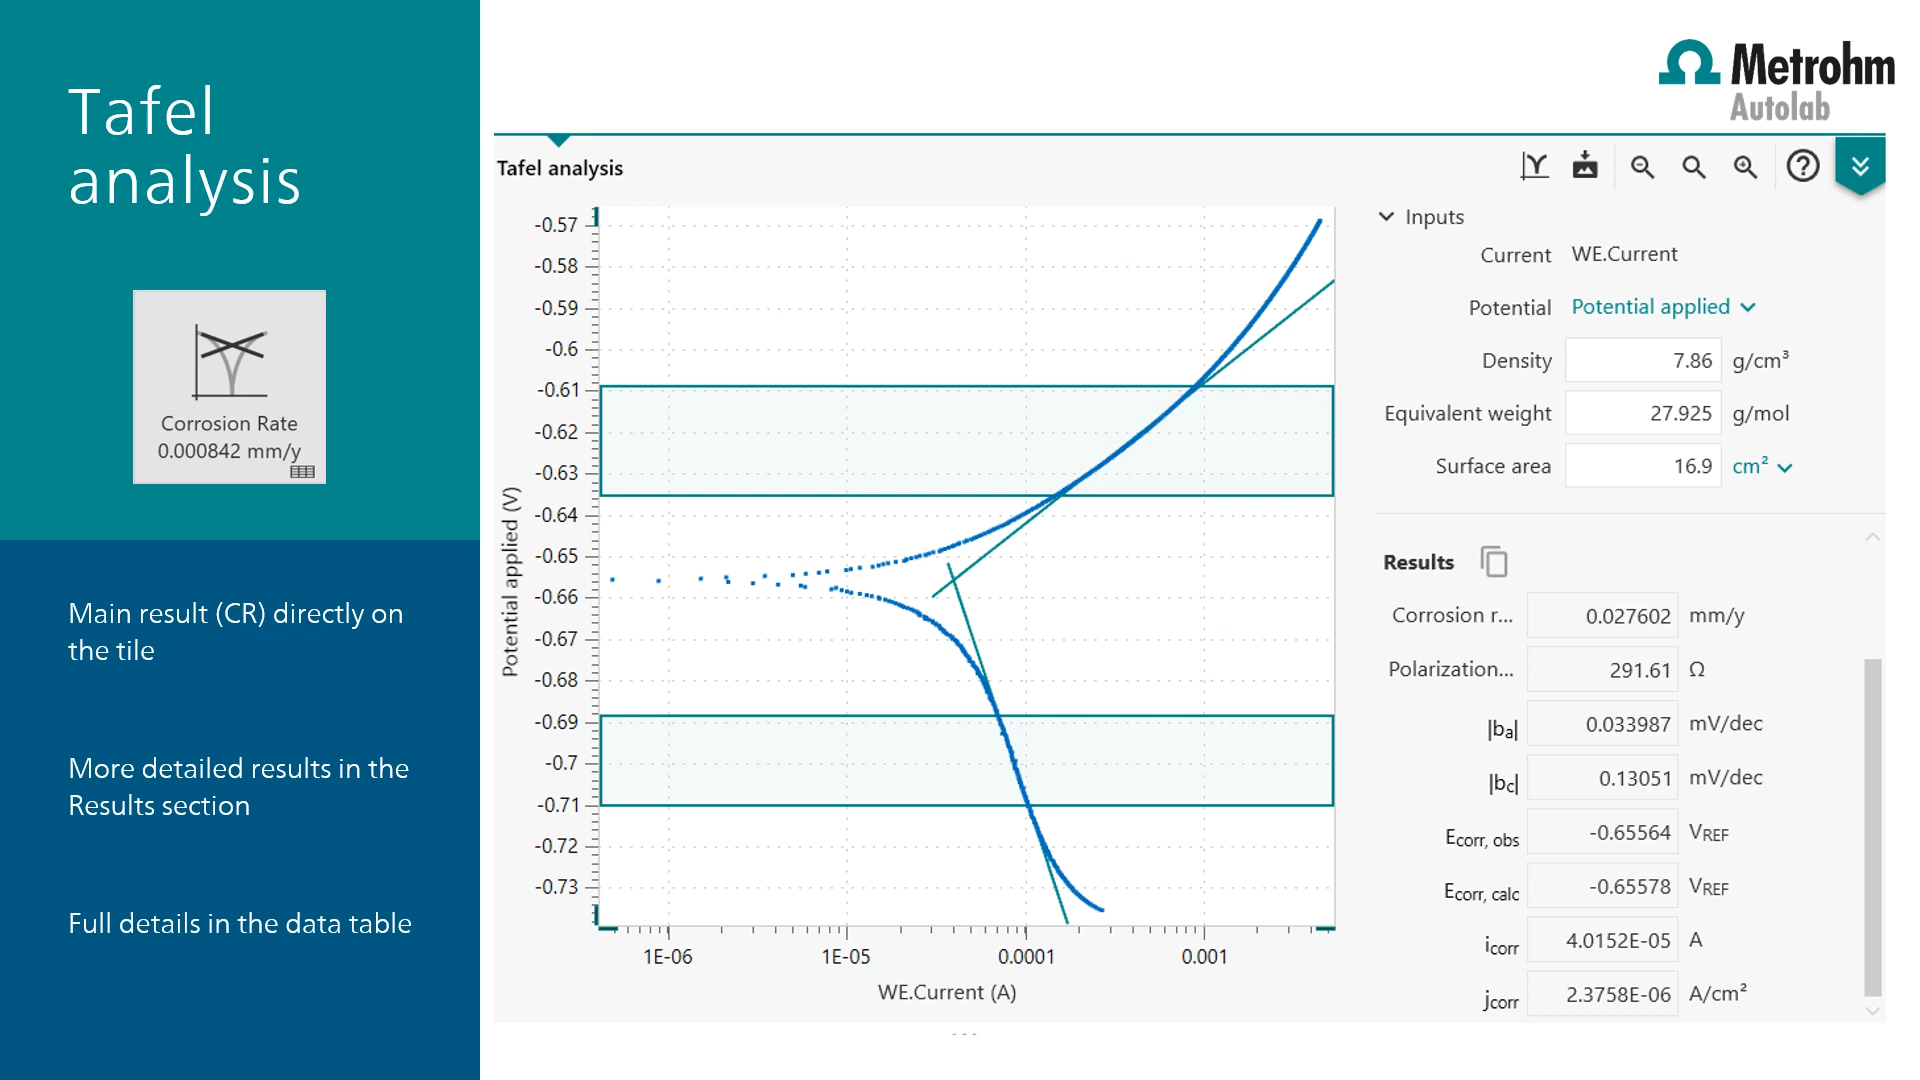 Tafel
analysis
Corrosion Rate
0.000842 mm/y
Main result (CR) directly on
the tile
More detailed results in the
Results section
Full details in the data table
Metrohm
Autolab
Tafel analysis
-0.57
-0.58
-0.59
-0.6
-0.61
-0.62
-0.63
-0.64
-0.65
-0.66
-0.67
-0.68
-0.69
-0.7
-0.71
-0.72
-0.73
Potential applied (V)
1E-06 1E-05 0.0001 0.001
WE.Current (A)
Inputs
Current WE.Current
Potential Potential applied
Density 7.86 g/cm³
Equivalent weight 27.925 g/mol
Surface area 16.9 cm²
Results
Corrosion r... 0.027602 mm/y
Polarization... 291.61 Ω
|ba| 0.033987 mV/dec
|bc| 0.13051 mV/dec
Ecorr, obs -0.65564 VREF
Ecorr, calc -0.65578 VREF
icorr 4.0152E-05 A
jcorr 2.3758E-06 A/cm²